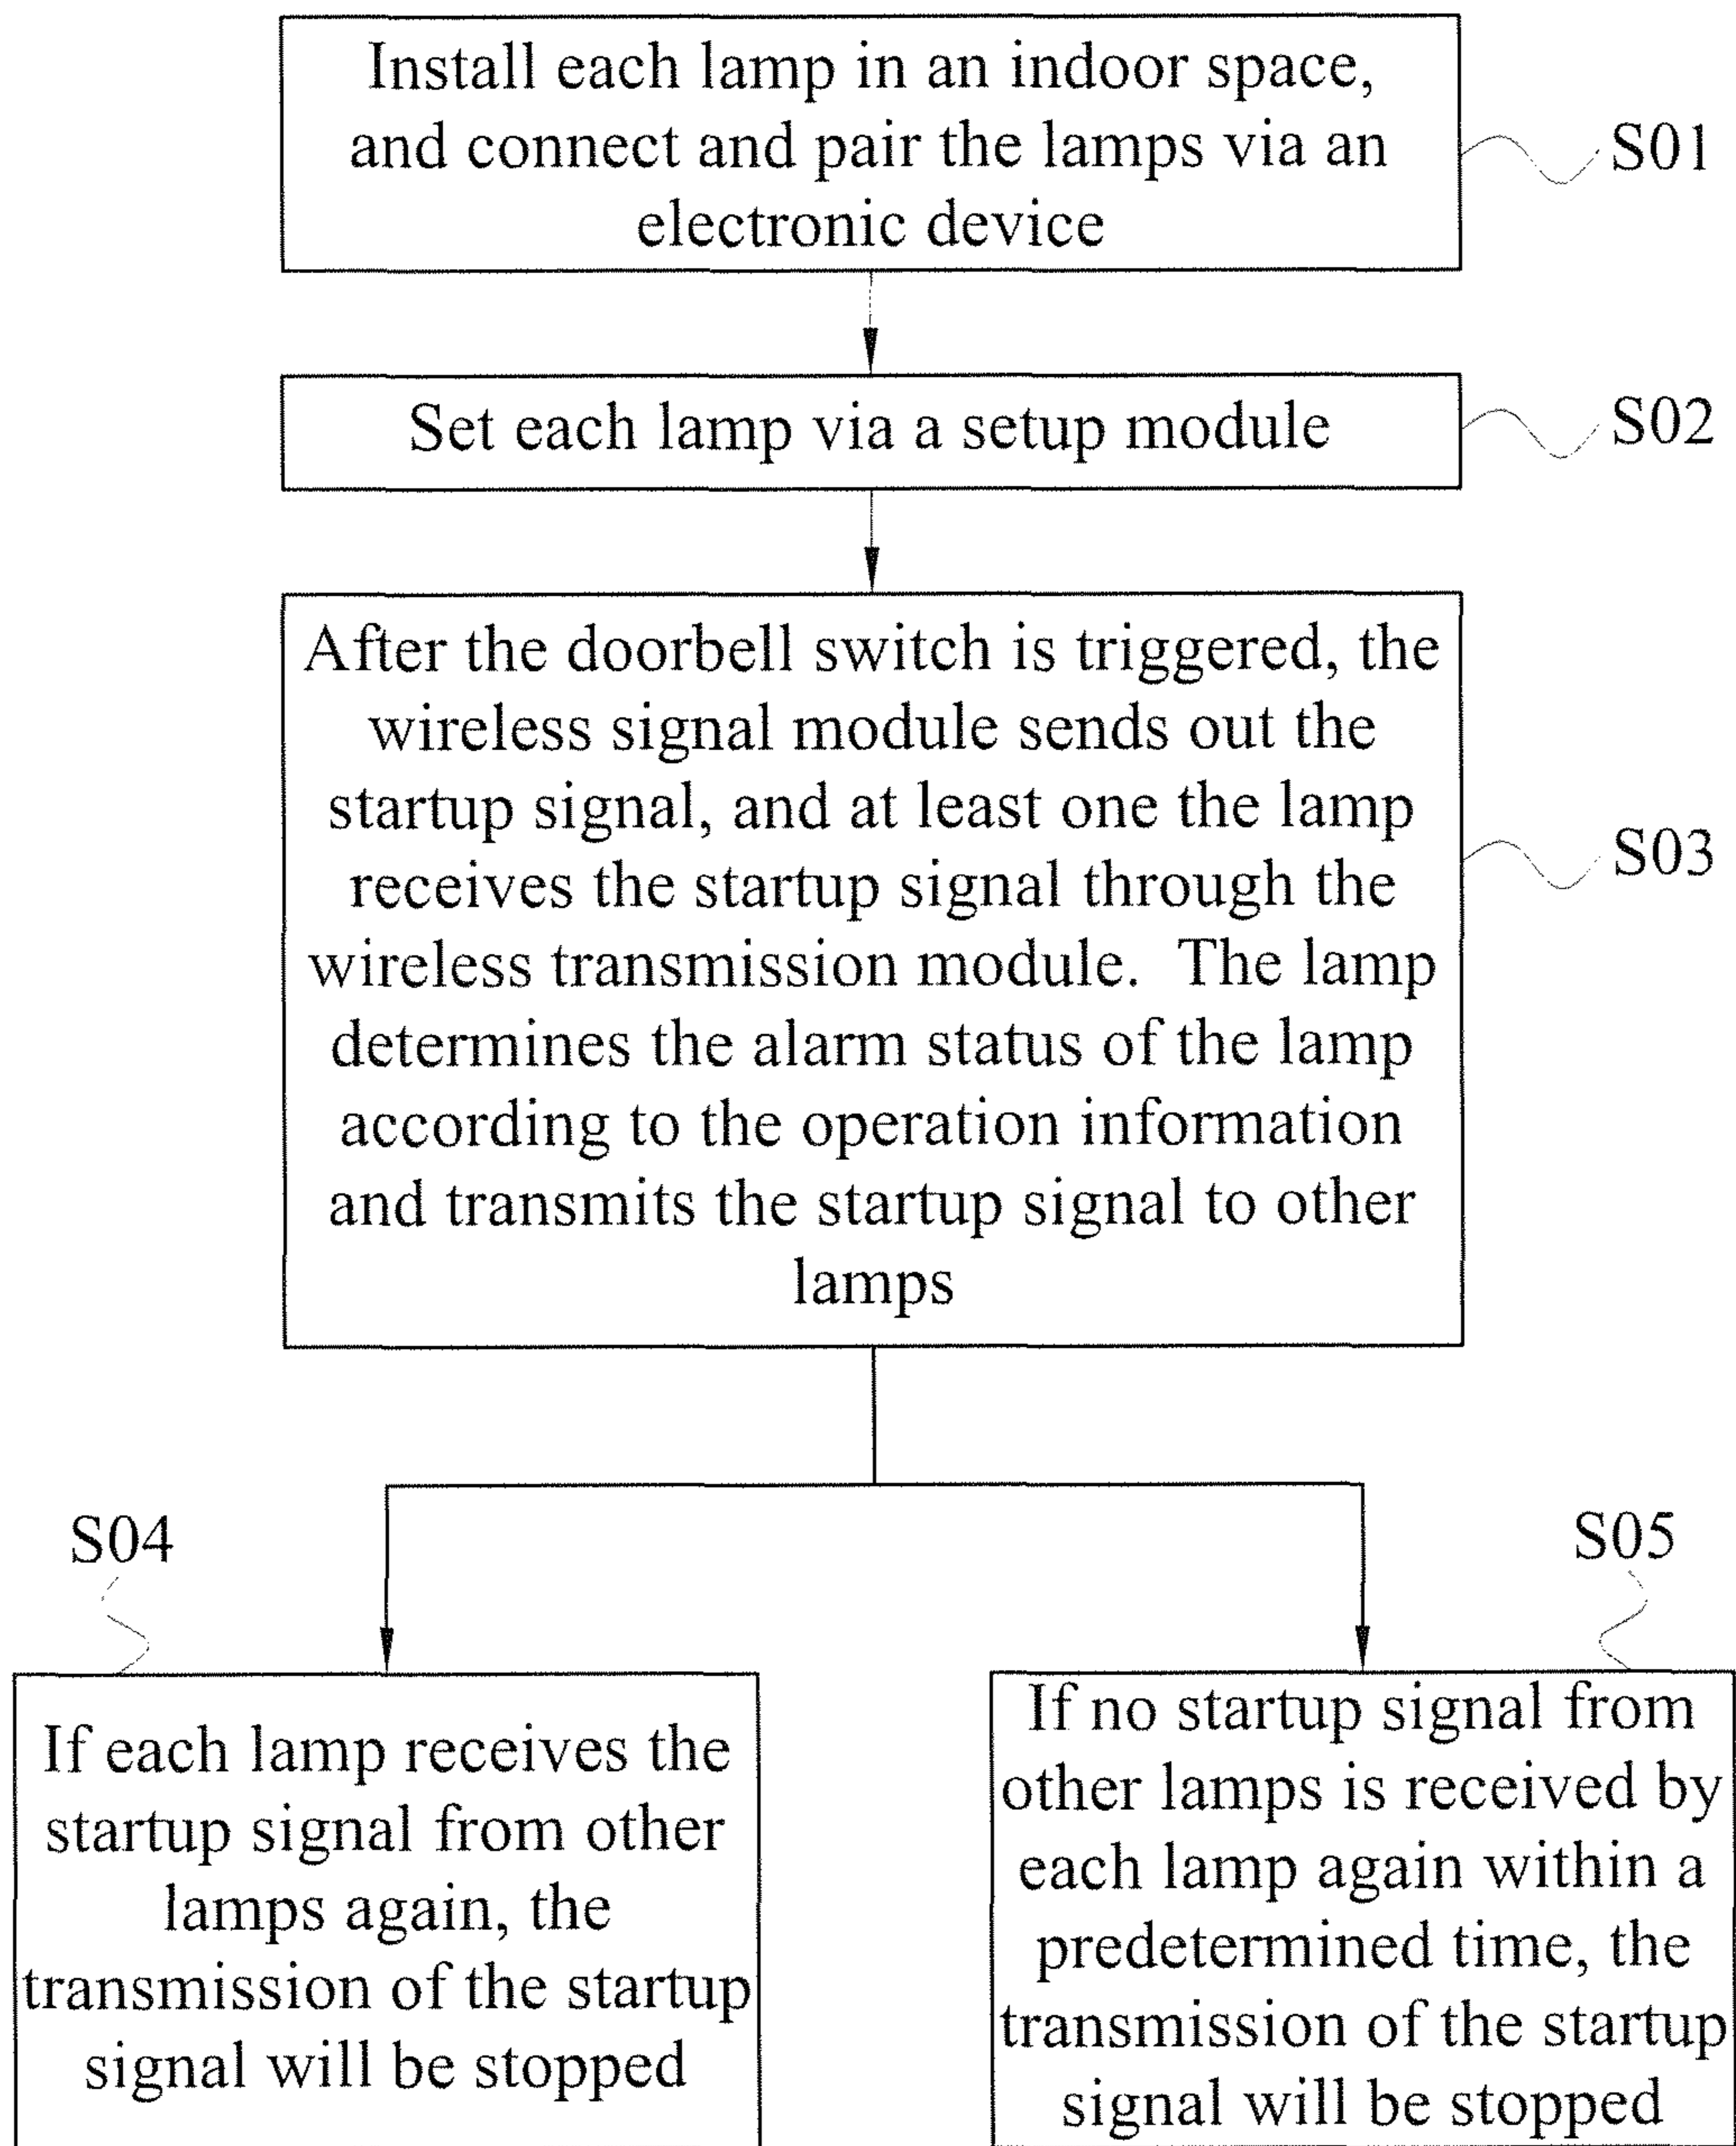 Install each lamp in an indoor space,
and connect and pair the lamps via an
electronic device
S01
Set each lamp via a setup module
S02
After the doorbell switch is triggered, the
wireless signal module sends out the
startup signal, and at least one the lamp
receives the startup signal through the
wireless transmission module. The lamp
determines the alarm status of the lamp
according to the operation information
and transmits the startup signal to other
lamps
S03
S04
If each lamp receives the
startup signal from other
lamps again, the
transmission of the startup
signal will be stopped
S05
If no startup signal from
other lamps is received by
each lamp again within a
predetermined time, the
transmission of the startup
signal will be stopped